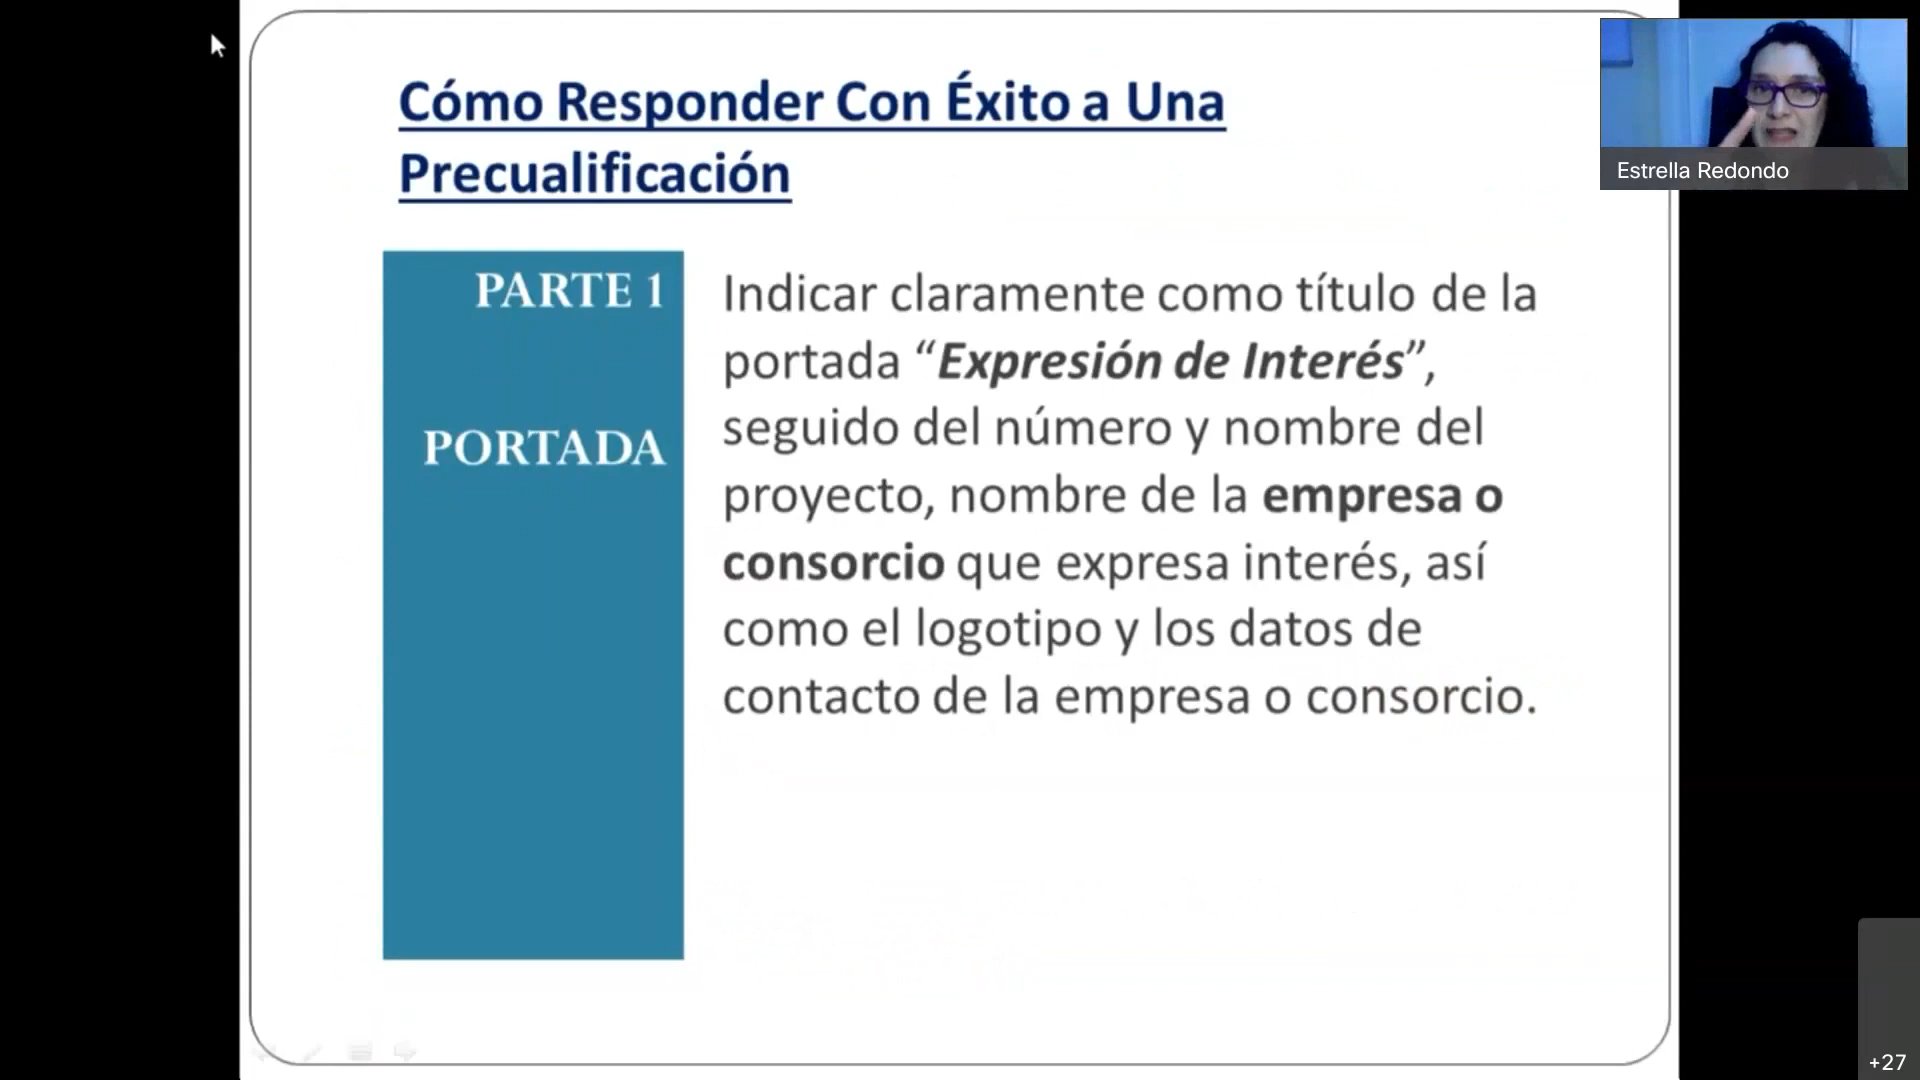 Cómo Responder Con Éxito a Una
Precualificación
PARTE 1
PORTADA
Indicar claramente como título de la
portada “Expresión de Interés”,
seguido del número y nombre del
proyecto, nombre de la empresa o
consorcio que expresa interés, así
como el logotipo y los datos de
contacto de la empresa o consorcio.
Estrella Redondo
+27